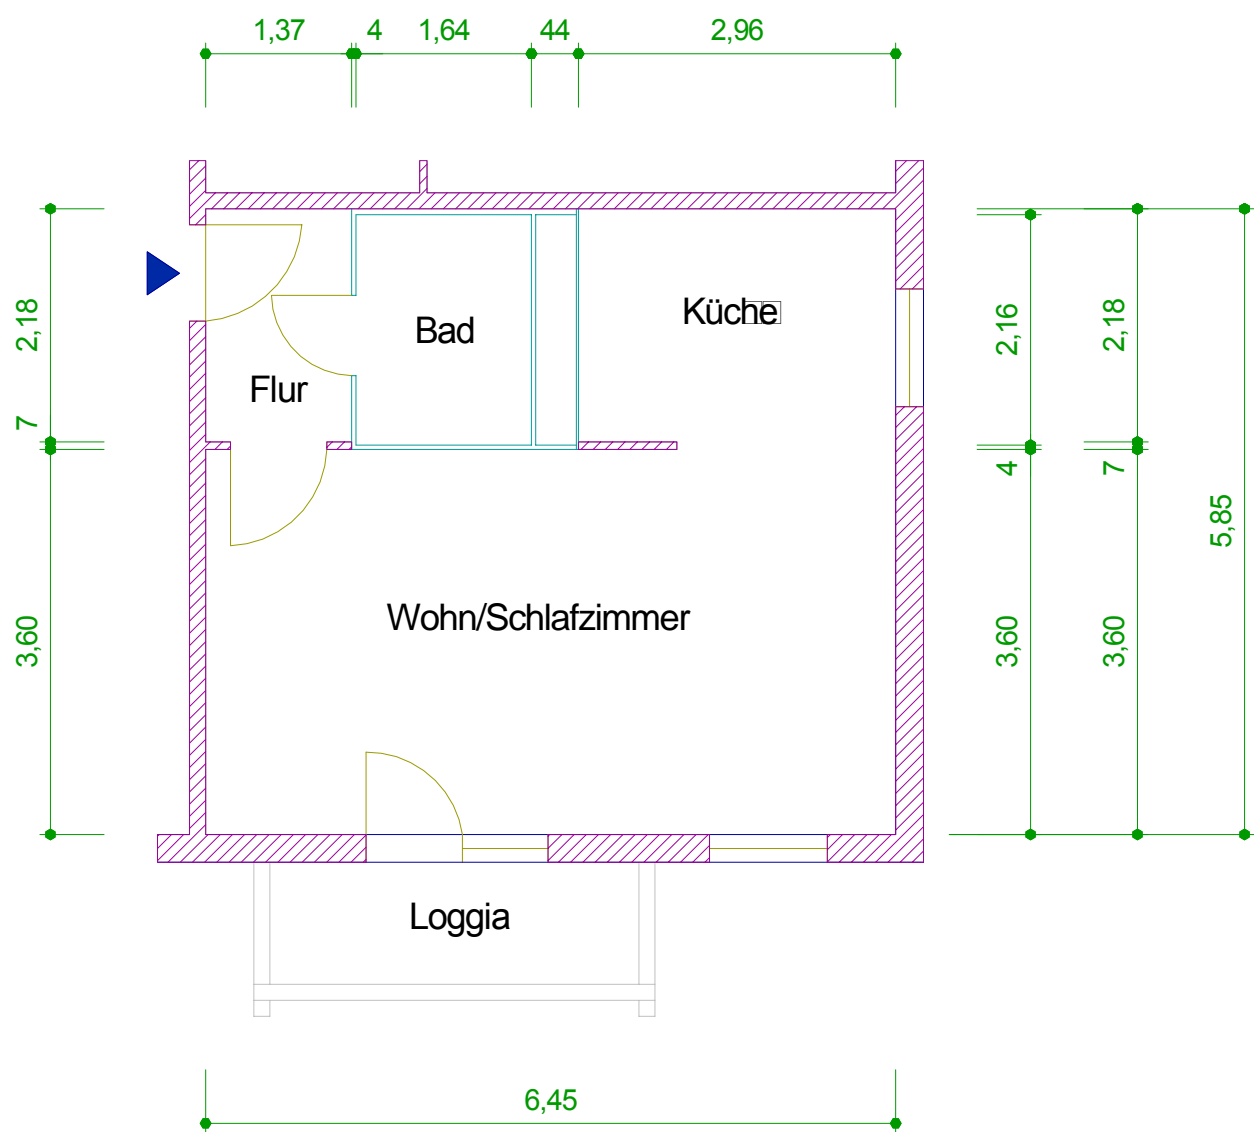 1,37 4 1,64 44 2,96
2,18
7
3,60
Bad
Küche
Flur
Wohn/Schlafzimmer
Loggia
2,16
4
3,60
2,18
7
3,60
5,85
6,45